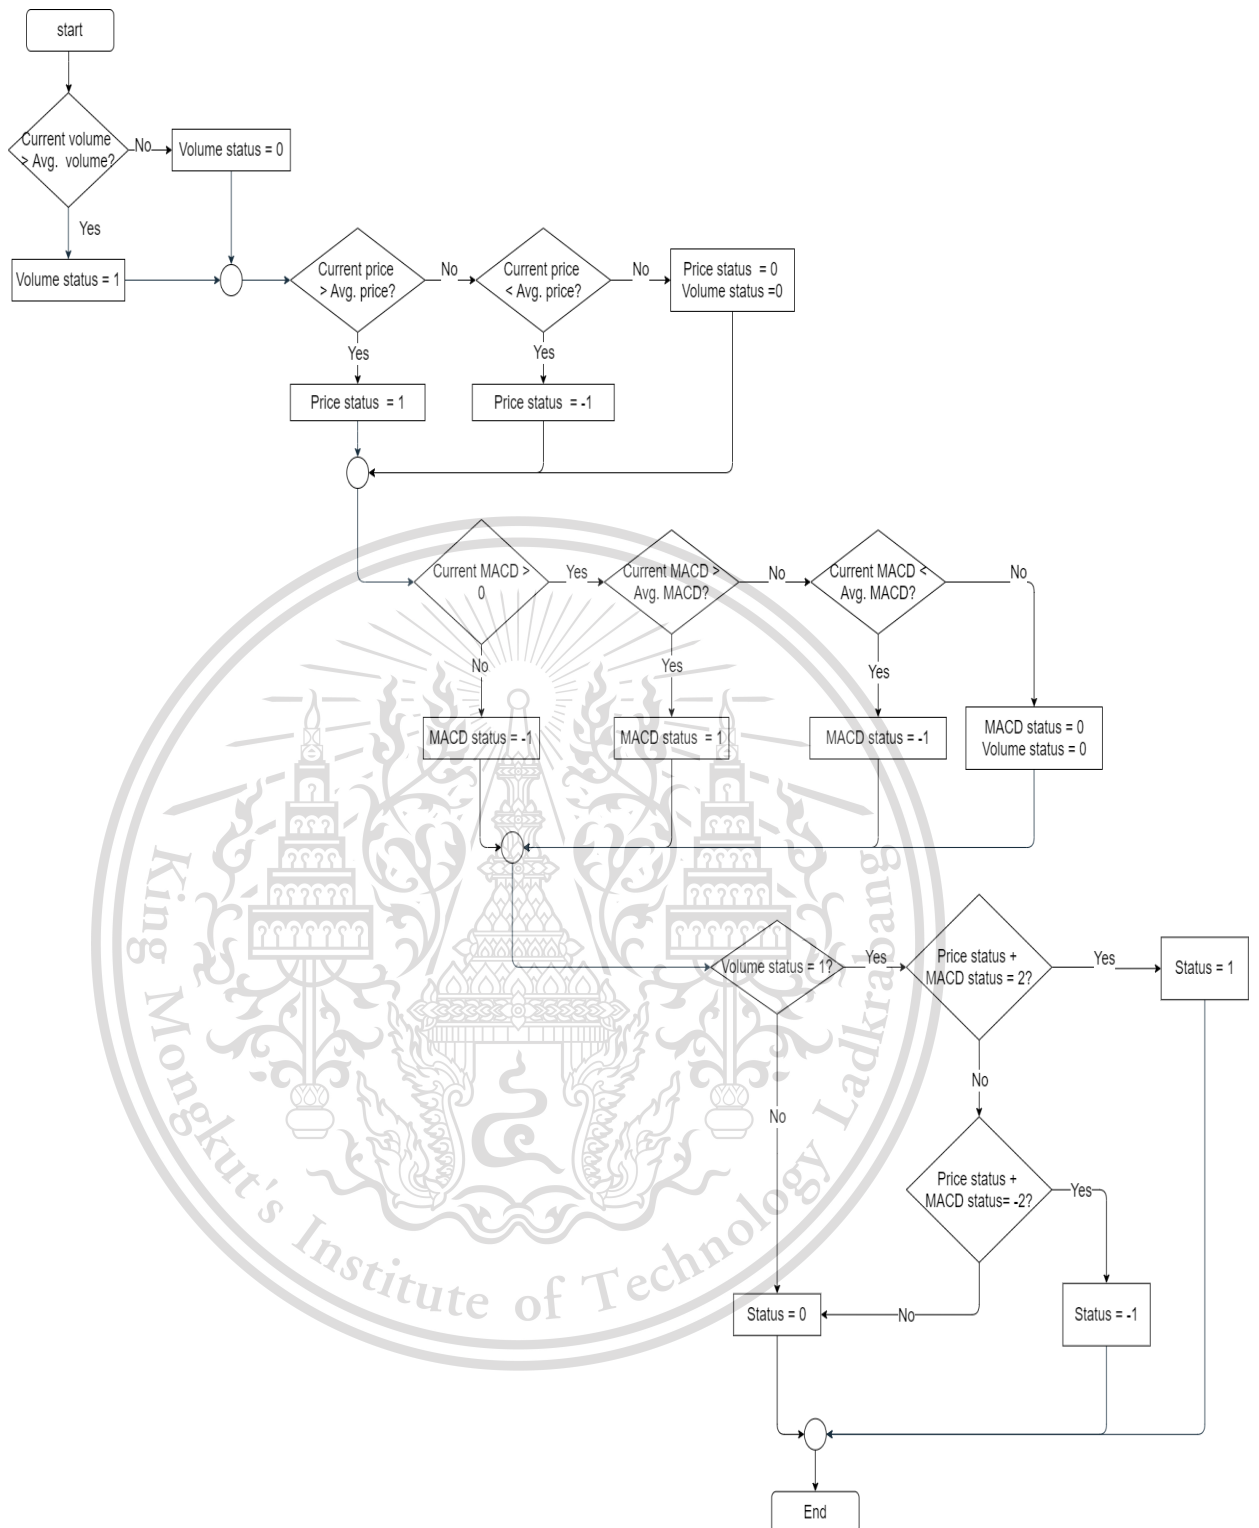 start
Current volume
> Avg. volume?
No
Volume status = 0
Yes
Volume status = 1
Current price
> Avg. price?
No
Current price
< Avg. price?
No
Price status = 0
Volume status =0
Yes
Yes
Price status = 1
Price status = -1
Current MACD >
0
Yes
Current MACD >
Avg. MACD?
No
Current MACD <
Avg. MACD?
No
No
Yes
Yes
MACD status = -1
MACD status = 1
MACD status = -1
MACD status = 0
Volume status = 0
Volume status = 1?
Yes
Price status +
MACD status = 2?
Yes
Status = 1
No
No
Price status +
MACD status= -2?
Yes
Status = 0
No
Status = -1
End
King Mongkut's Institute of Technology Ladkrabang